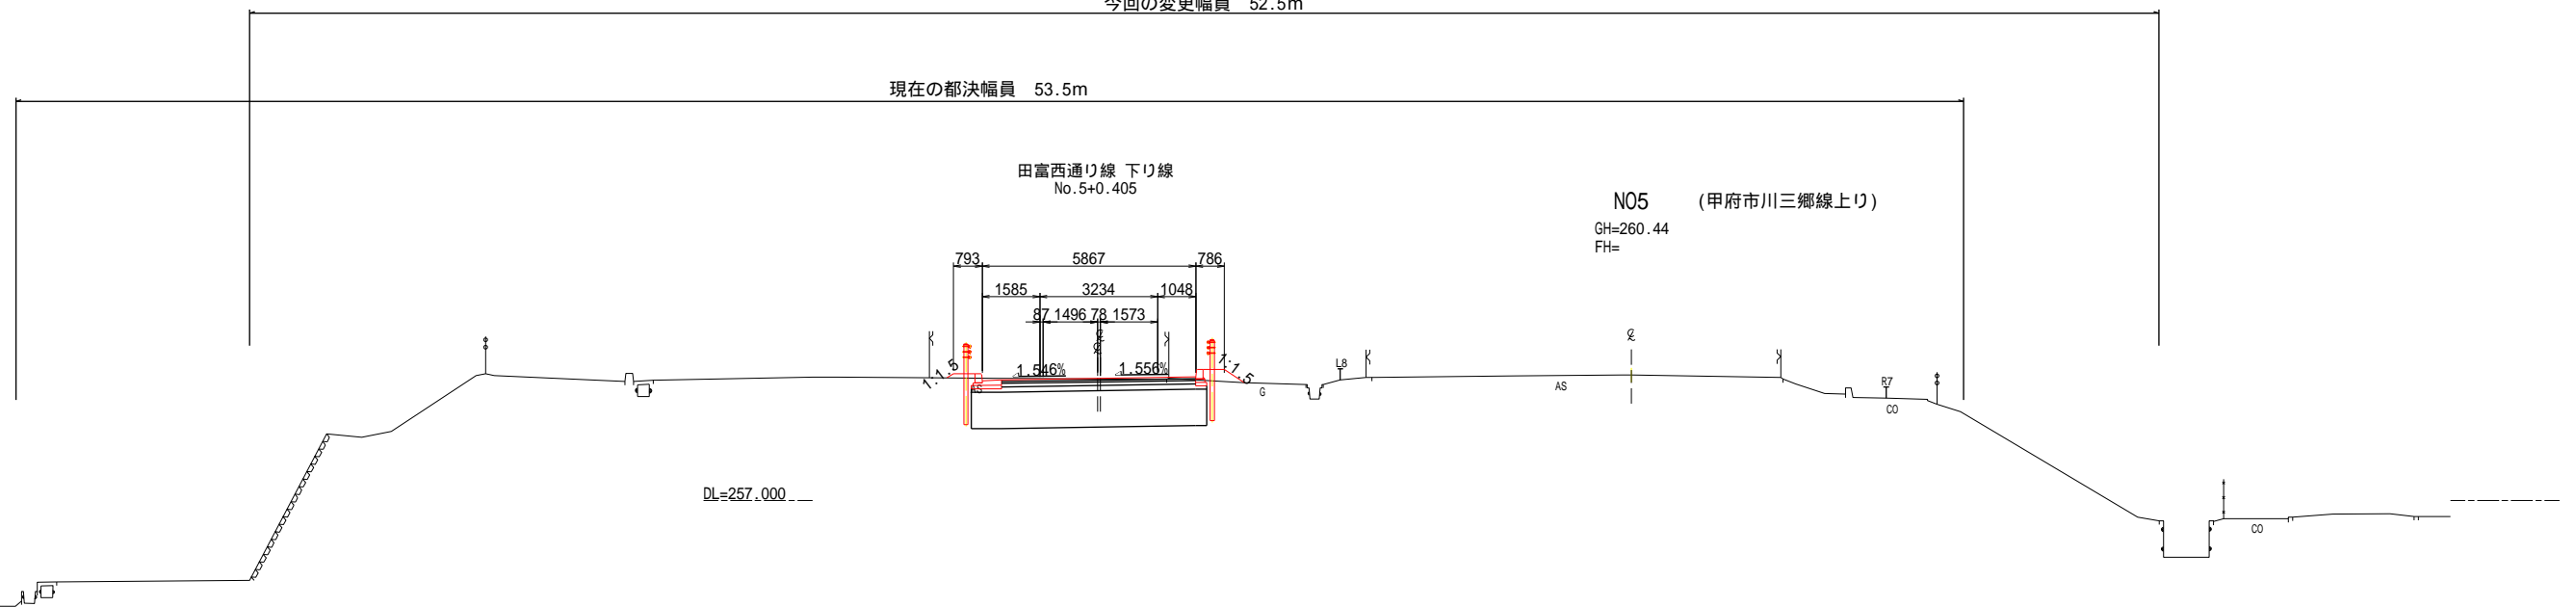 今回の変更幅員　52.5m
現在の都決幅員　53.5m
田富西通り線 下り線
No.5+0.405
NO5 (甲府市川三郷線上り)
GH=260.44
FH=
793 5867 786
1585 3234 1048
87 1496 78 1573
1:1.5 1.546% 1.556% 1:1.5
L8
R7
G
AS
CO
DL=257.000
CO